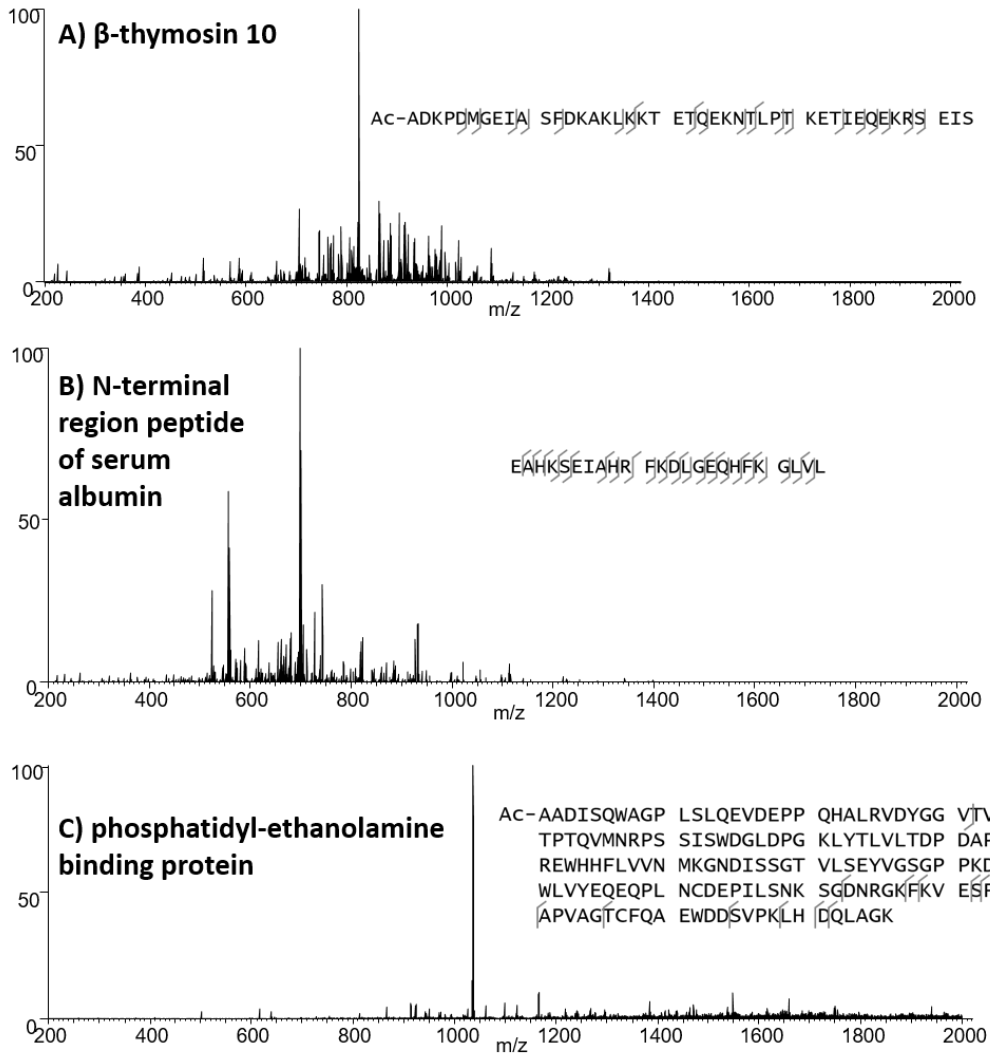 100
A) β-thymosin 10
Ac-ADKPDMGEIA SFDKAKLKKT ETQEKNTLPT KETIEQEKRS EIS
50
0
200 400 600 800 1000 1200 1400 1600 1800 2000
m/z
100
B) N-terminal
region peptide
of serum
albumin
EAHKSEIAHR FKDLGEQHFK GLVL
50
0
200 400 600 800 1000 1200 1400 1600 1800 2000
m/z
100
C) phosphatidyl-ethanolamine
binding protein
Ac-AADISQWAGP LSLQEVDEPP QHALRVDYGG VTV
TPTQVMNRPS SISWDGLDPG KLYTLVLTDP DAP
REWHHFLVVN MKGNDISSGT VLSEYVGSGP PKD
WLVYEQEQPL NCDEPILSNK SGDNRGKFKV ESF
APVAGTCFQA EWDDSVPKLH DQLAGK
50
0
200 400 600 800 1000 1200 1400 1600 1800 2000
m/z